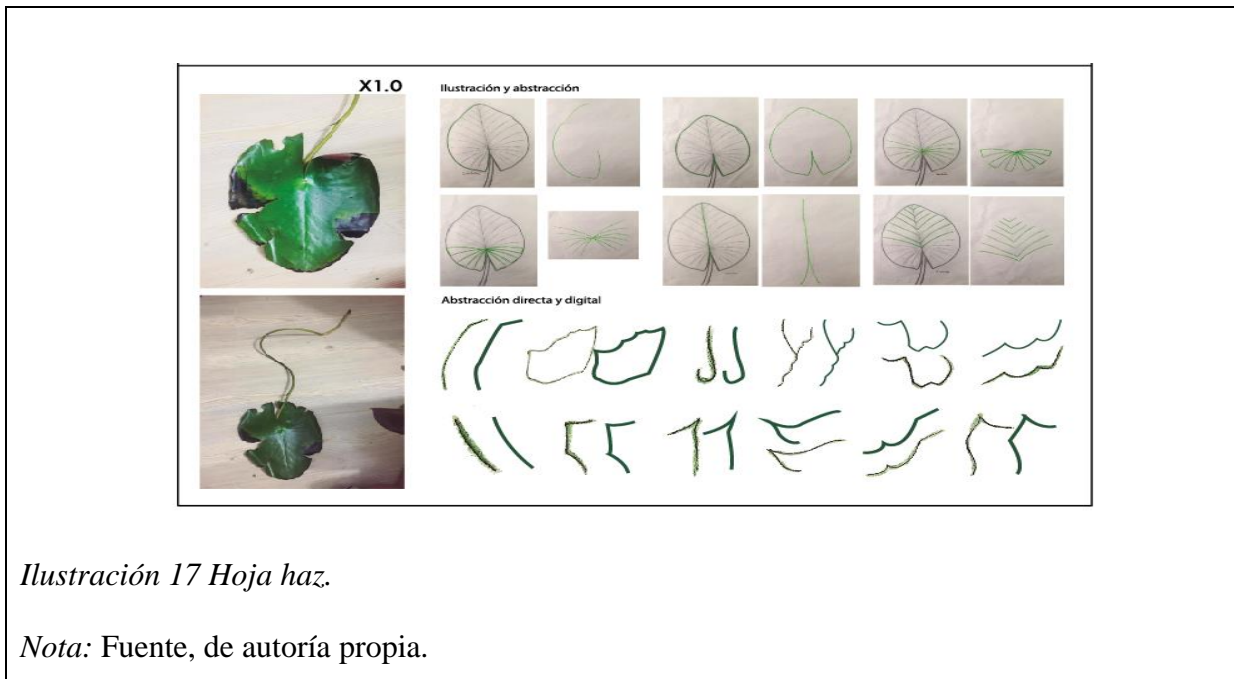 X1.0
Ilustración y abstracción
Abstracción directa y digital
Ilustración 17 Hoja haz.
Nota: Fuente, de autoría propia.